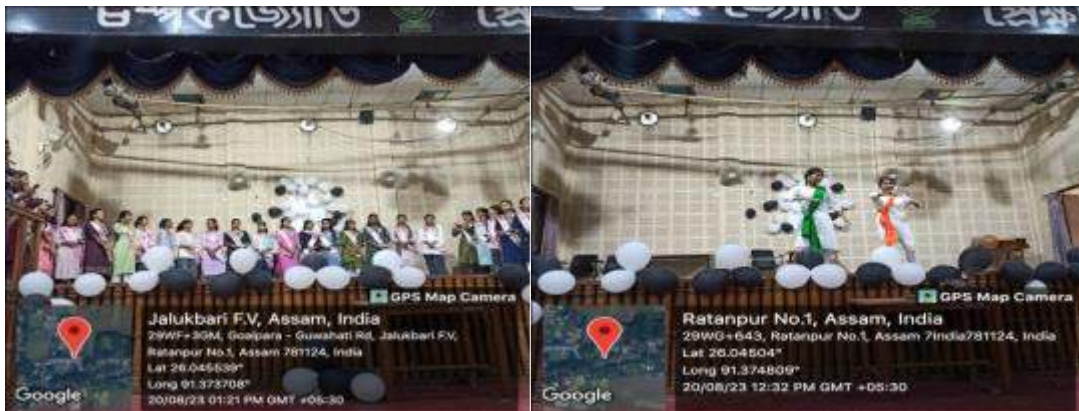 GPS Map Camera
Jalukbari F.V, Assam, India
29WF+3GM, Goalpara - Guwahati Rd, Jalukbari F.V,
Ratanpur No.1, Assam 781124, India
Lat 26.045539°
Long 91.373708°
20/08/23 01:21 PM GMT +05:30
Google
GPS Map Camera
Ratanpur No.1, Assam, India
29WG+643, Ratanpur No.1, Assam 7india781124, India
Lat 26.04504°
Long 91.374809°
20/08/23 12:32 PM GMT +05:30
Google